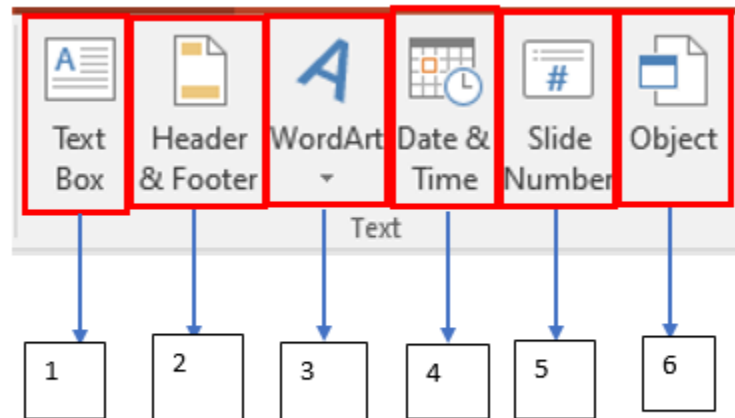 Text Box
Header & Footer
WordArt
Date & Time
Slide Number
Object
Text
1
2
3
4
5
6